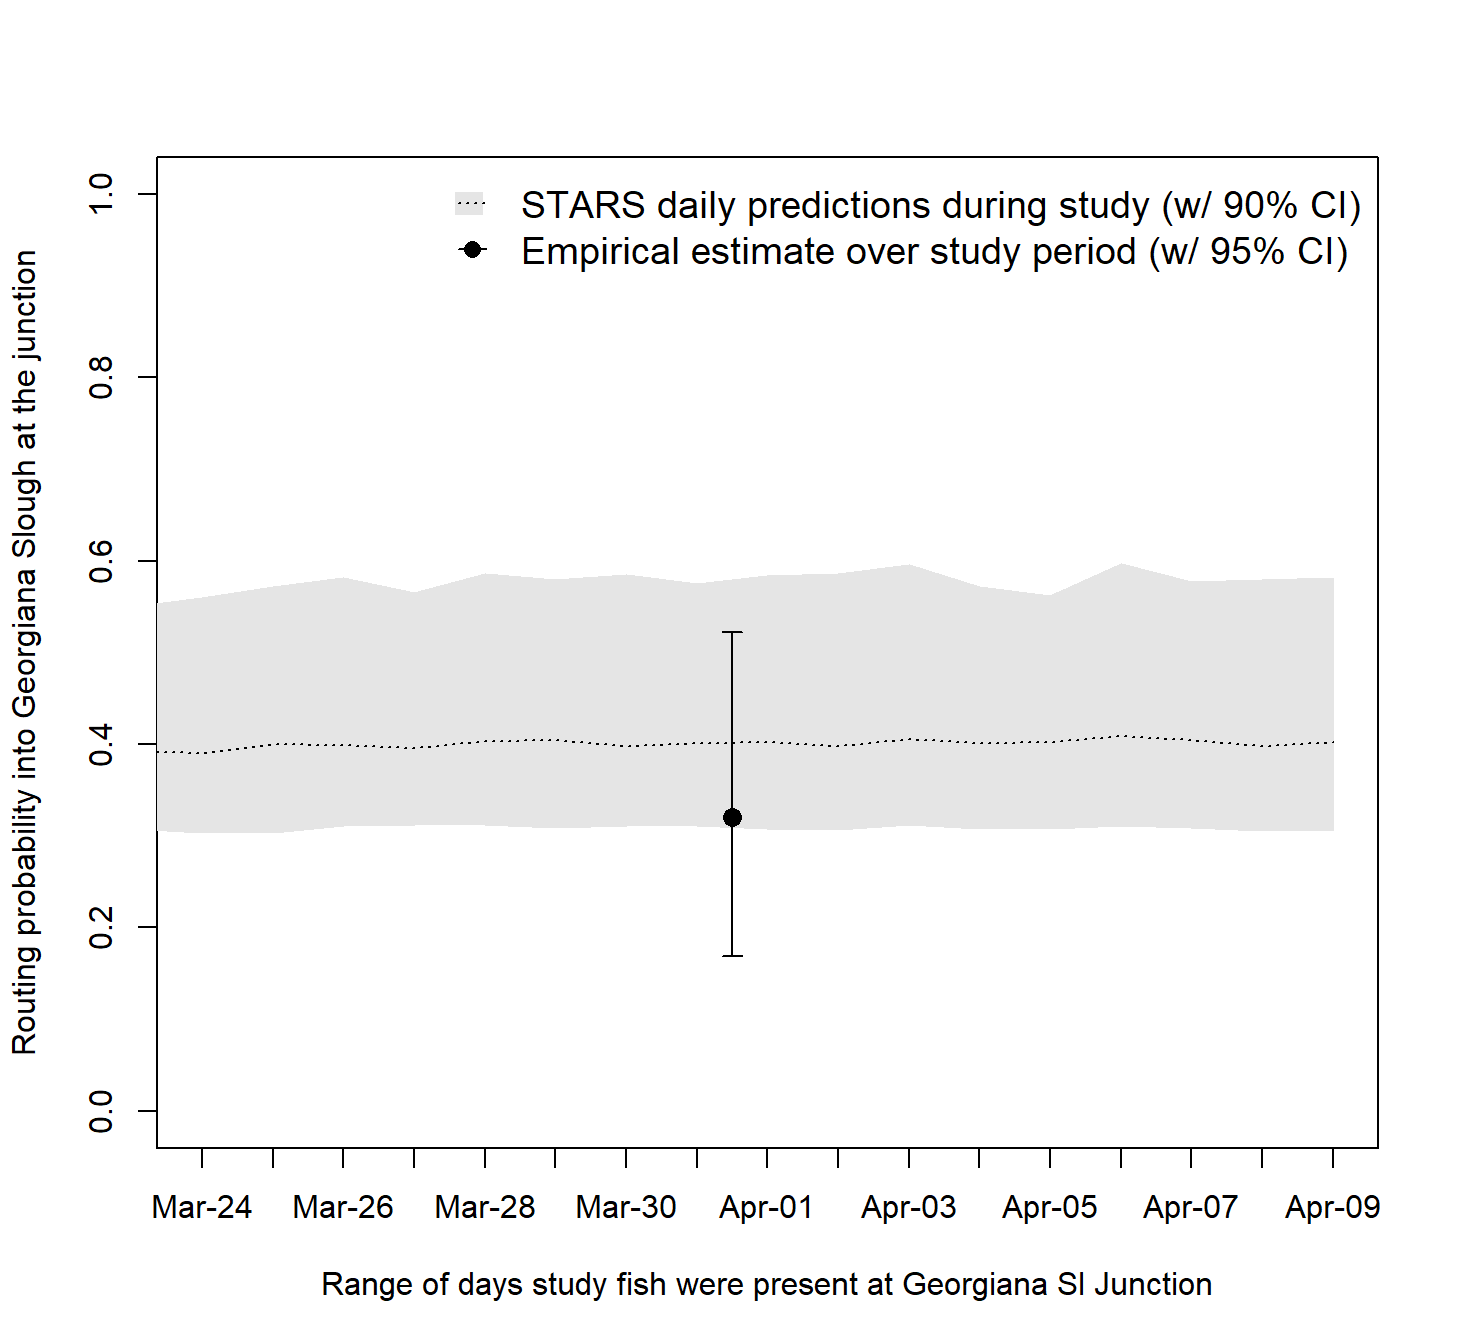 STARS daily predictions during study (w/ 90% CI)
Empirical estimate over study period (w/ 95% CI)
Routing probability into Georgiana Slough at the junction
1.0
0.8
0.6
0.4
0.2
0.0
Mar-24 Mar-26 Mar-28 Mar-30 Apr-01 Apr-03 Apr-05 Apr-07 Apr-09
Range of days study fish were present at Georgiana Sl Junction